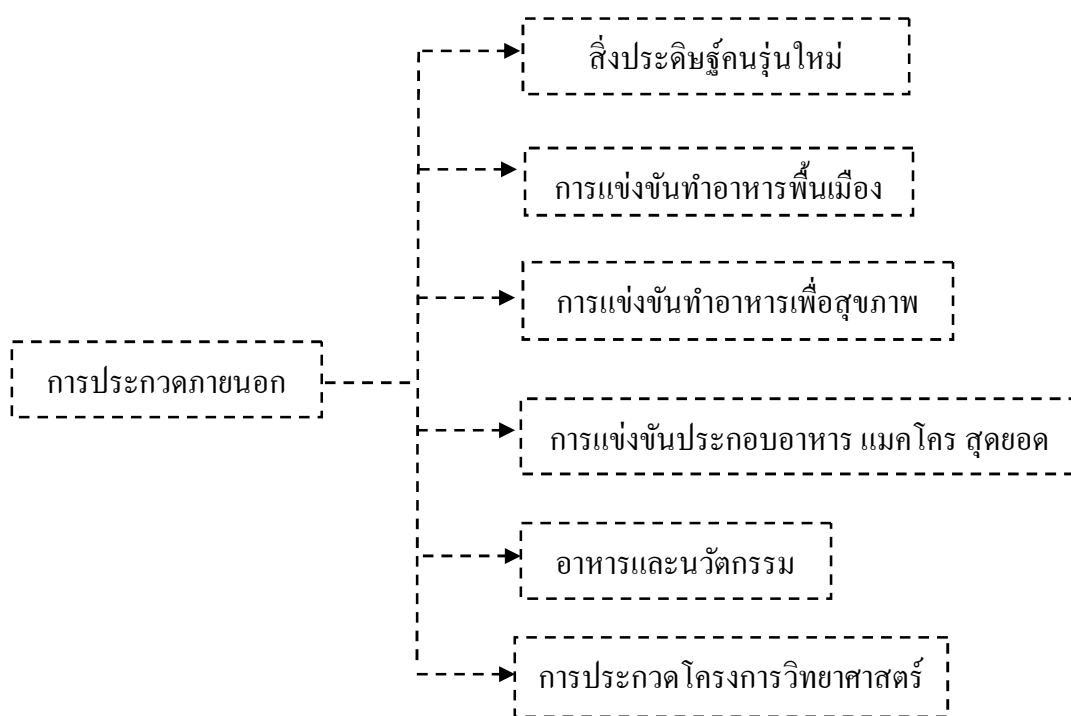 สิ่งประดิษฐ์คนรุ่นใหม่
การแข่งขันทำอาหารพื้นเมือง
การแข่งขันทำอาหารเพื่อสุขภาพ
การประกวดภายนอก
การแข่งขันประกอบอาหาร แมคโคร สุดยอด
อาหารและนวัตกรรม
การประกวดโครงการวิทยาศาสตร์